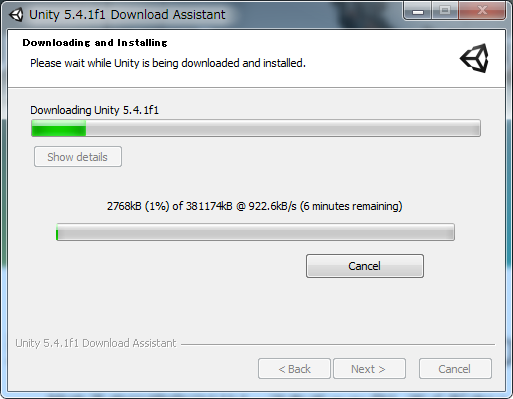 Unity 5.4.1f1 Download Assistant
Downloading and Installing
Please wait while Unity is being downloaded and installed.
Downloading Unity 5.4.1f1
Show details
2768kB (1%) of 381174kB @ 922.6kB/s (6 minutes remaining)
Cancel
Unity 5.4.1f1 Download Assistant
< Back
Next >
Cancel